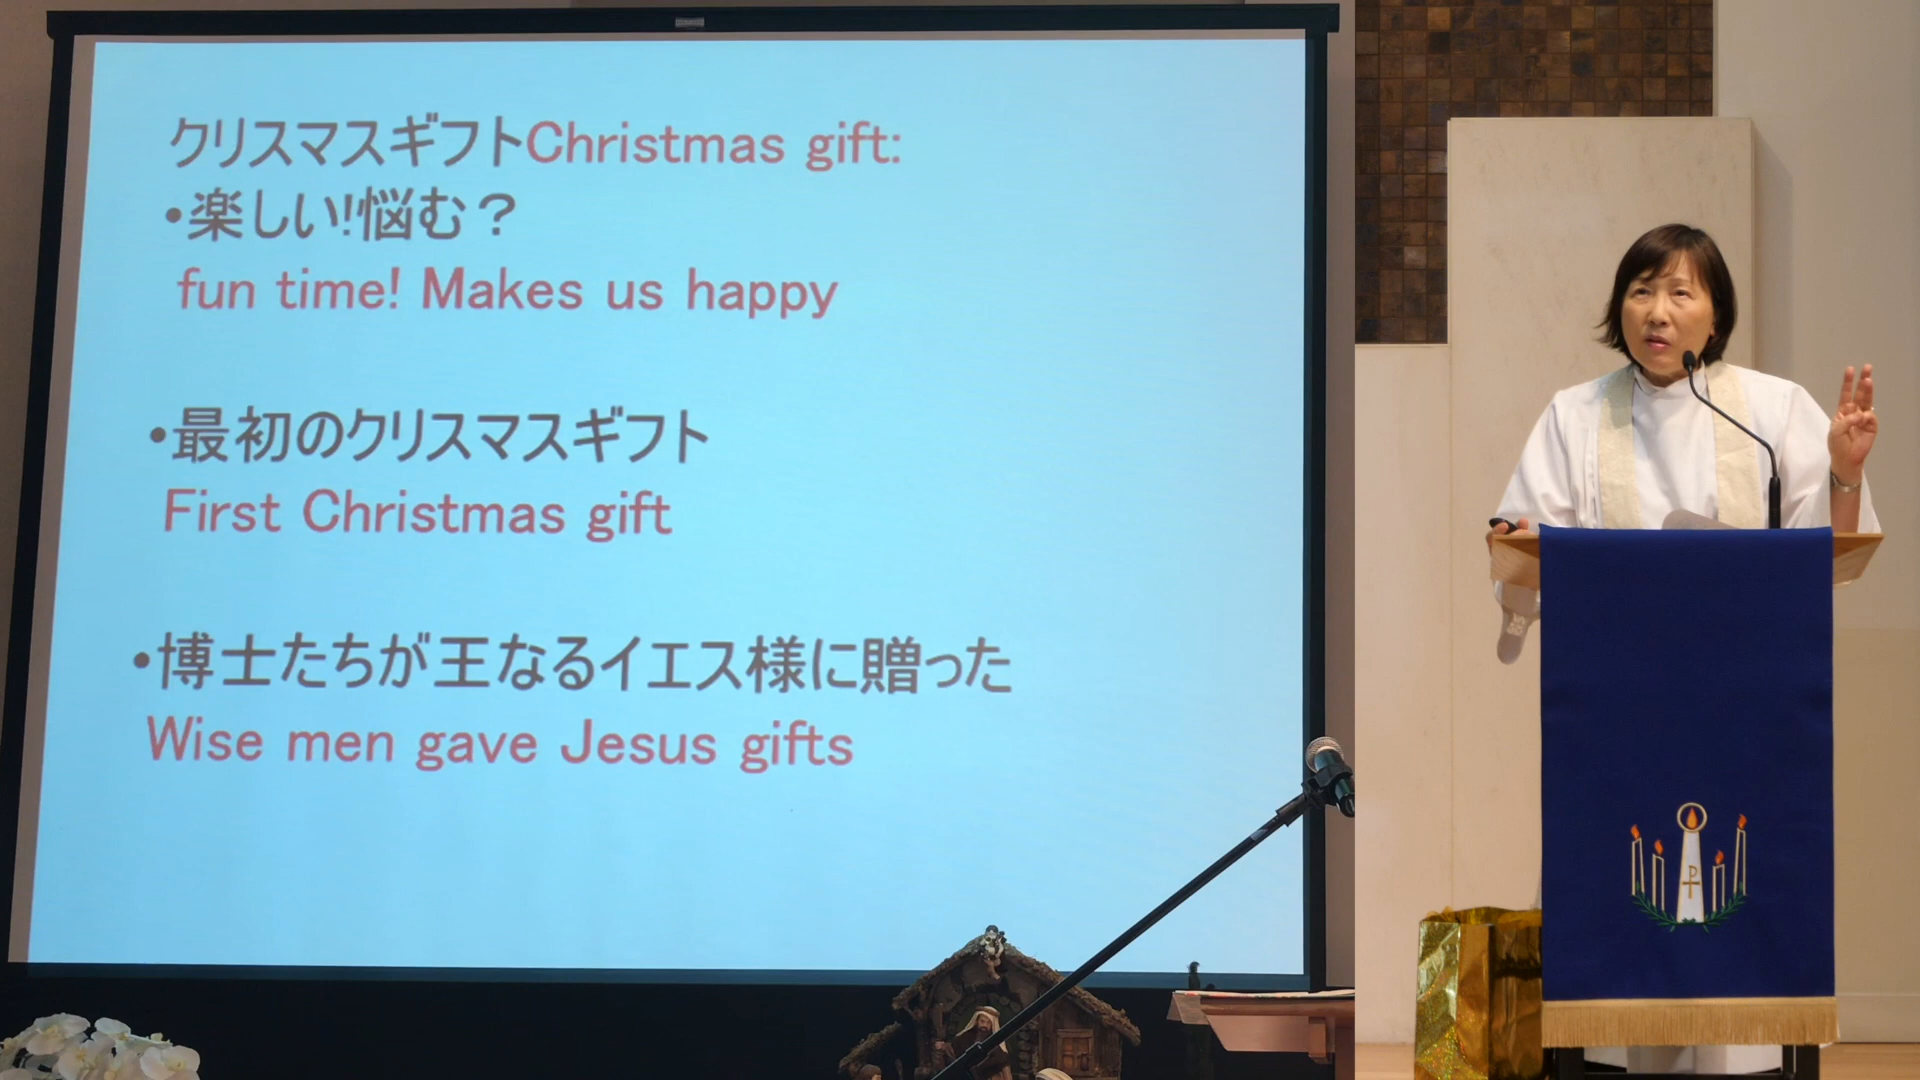 クリスマスギフトChristmas gift:
•楽しい!悩む？
fun time! Makes us happy
•最初のクリスマスギフト
First Christmas gift
•博士たちが王なるイエス様に贈った
Wise men gave Jesus gifts